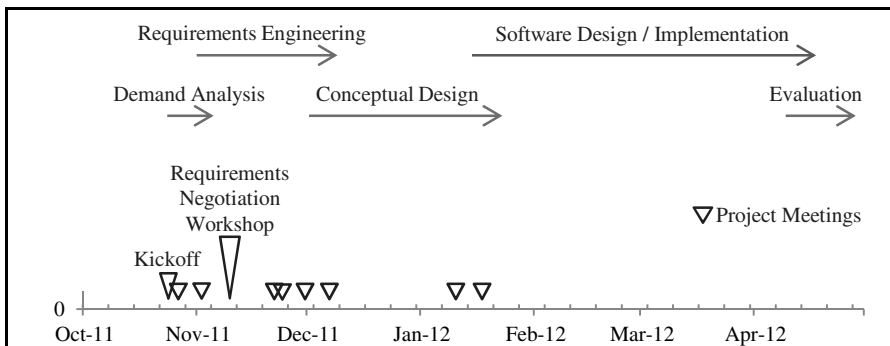 Requirements Engineering
Software Design / Implementation
Demand Analysis
Conceptual Design
Evaluation
Requirements
Negotiation
Workshop
Project Meetings
Kickoff
0
Oct-11
Nov-11
Dec-11
Jan-12
Feb-12
Mar-12
Apr-12